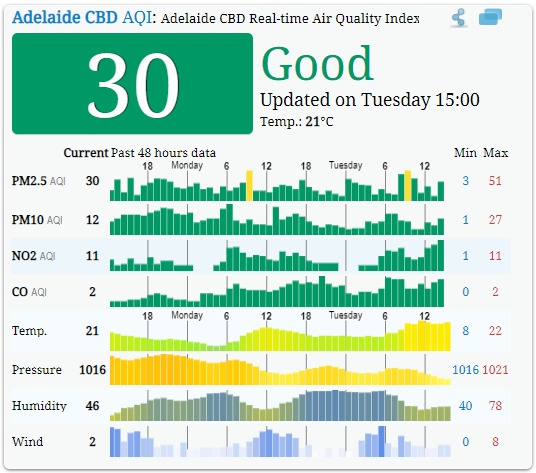 Adelaide CBD AQI: Adelaide CBD Real-time Air Quality Index
30
Good
Updated on Tuesday 15:00
Temp.: 21°C
Current Past 48 hours data Min Max
18 Monday 6 12 18 Tuesday 6 12
PM2.5 AQI 30 3 51
PM10 AQI 12 1 27
NO2 AQI 11 1 11
CO AQI 2 0 2
18 Monday 6 12 18 Tuesday 6 12
Temp. 21 8 22
Pressure 1016 1016 1021
Humidity 46 40 78
Wind 2 0 8